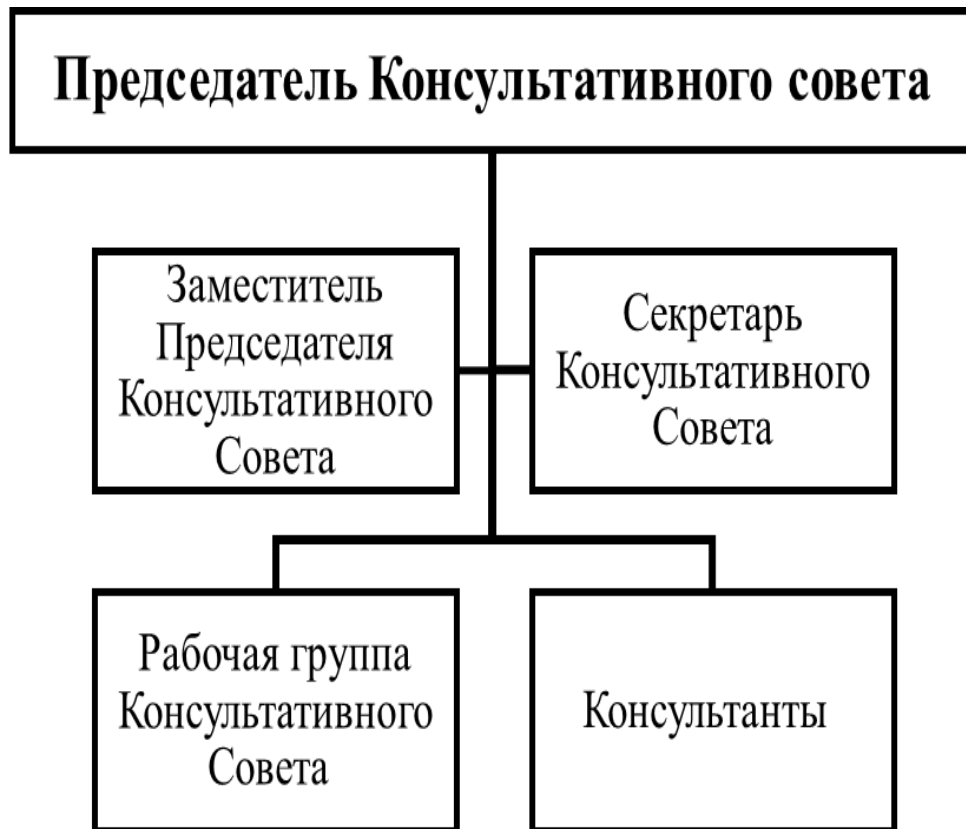 Председатель Консультативного совета
Заместитель
Председателя
Консультативного
Совета
Секретарь
Консультативного
Совета
Рабочая группа
Консультативного
Совета
Консультанты